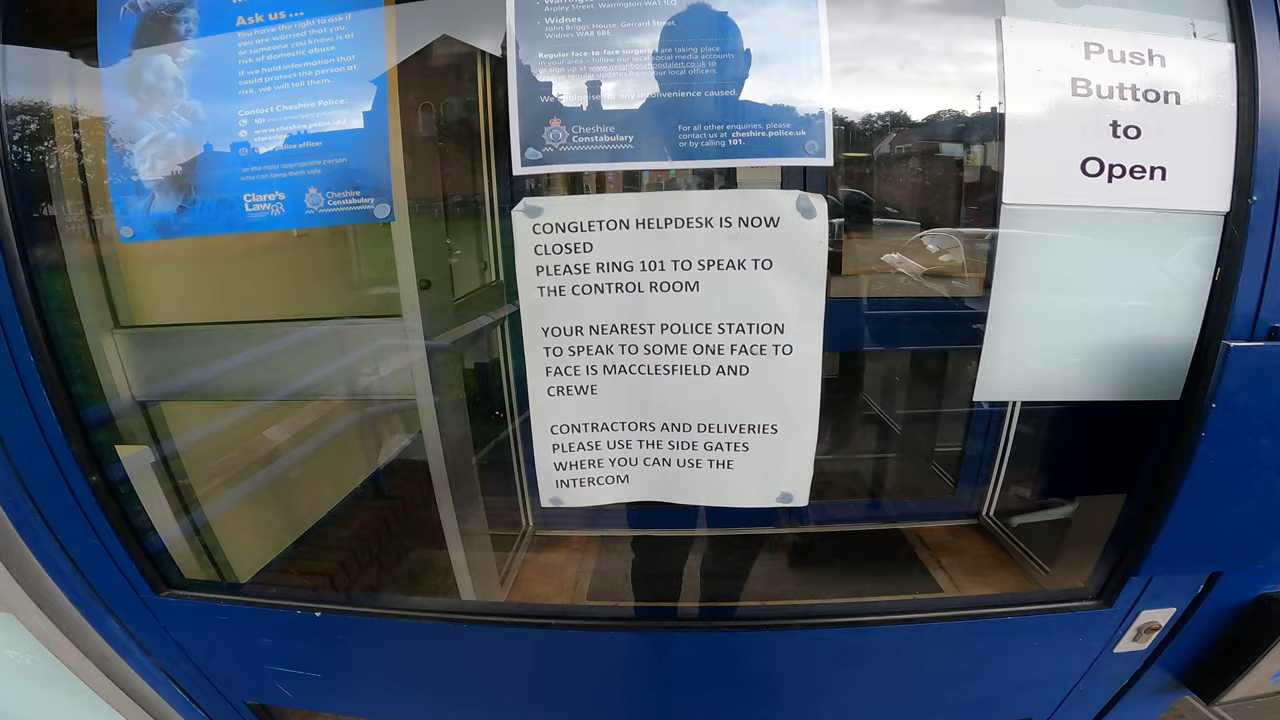 Ask us ...
You have the right to ask if
you are worried that you,
or someone you know, is at
risk of domestic abuse.
If we hold information that
could protect the person at
risk, we will tell them.
Contact Cheshire Police:
101
www.cheshire.police.uk/
police officer
or the most appropriate person
who can keep them safe
Clare's
Law
Cheshire
Constabulary
Arpley Street, Warrington WA1 1LQ
• Widnes
John Briggs House, Gerrard Street,
Widnes WA8 6BE
Regular face-to-face surgeries are taking place
in your area - follow our local social media accounts
or sign up at www.neighbourhoodalert.co.uk to
receive regular updates from your local officers.
We apologise for any inconvenience caused.
Cheshire
Constabulary
For all other enquiries, please
contact us at cheshire.police.uk
or by calling 101.
CONGLETON HELPDESK IS NOW
CLOSED
PLEASE RING 101 TO SPEAK TO
THE CONTROL ROOM
YOUR NEAREST POLICE STATION
TO SPEAK TO SOME ONE FACE TO
FACE IS MACCLESFIELD AND
CREWE
CONTRACTORS AND DELIVERIES
PLEASE USE THE SIDE GATES
WHERE YOU CAN USE THE
INTERCOM
Push
Button
to
Open